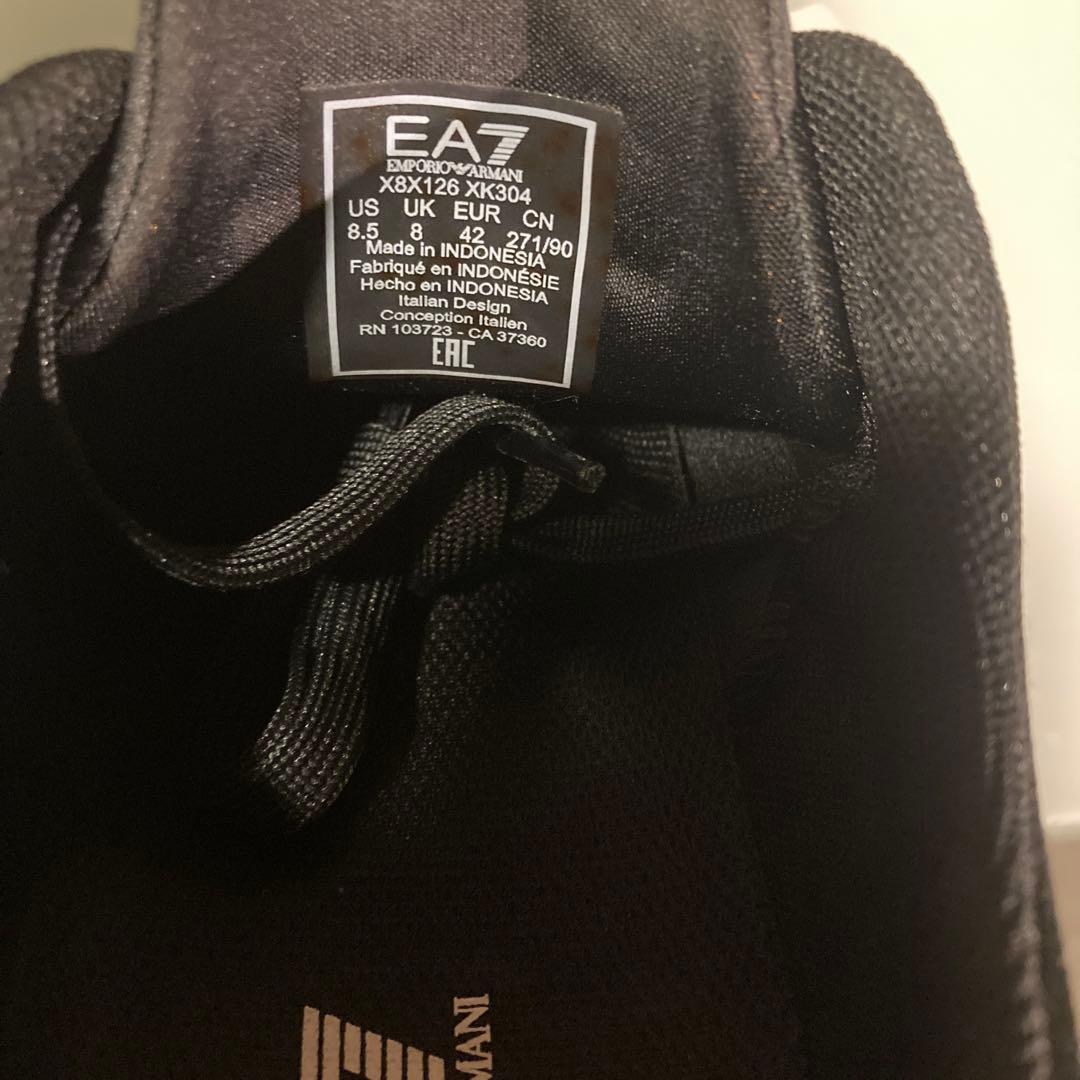 EA7
EMPORIO ARMANI
X8X126 XK304
US UK EUR CN
8.5 8 42 271/90
Made in INDONESIA
Fabriqué en INDONÉSIE
Hecho en INDONESIA
Italian Design
Conception Italien
RN 103723 - CA 37360
EAC
7
MANI